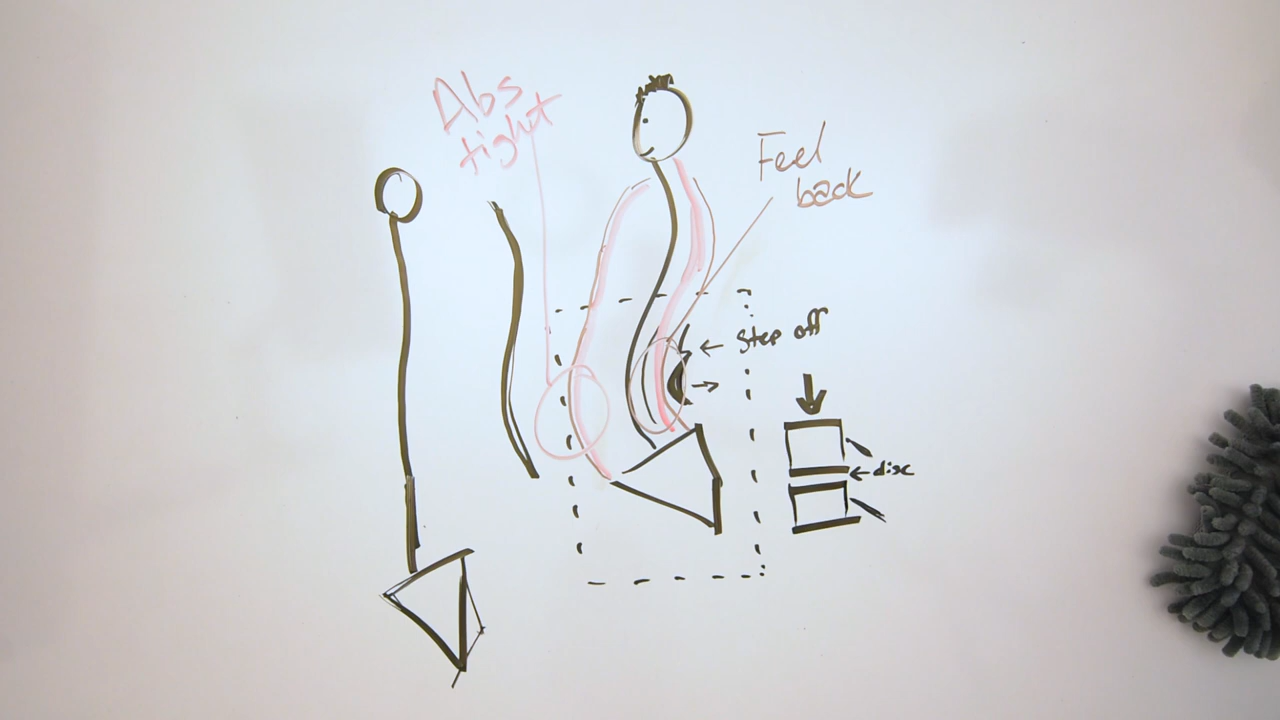 Abs
tight
Feel
back
← Step off
← disc